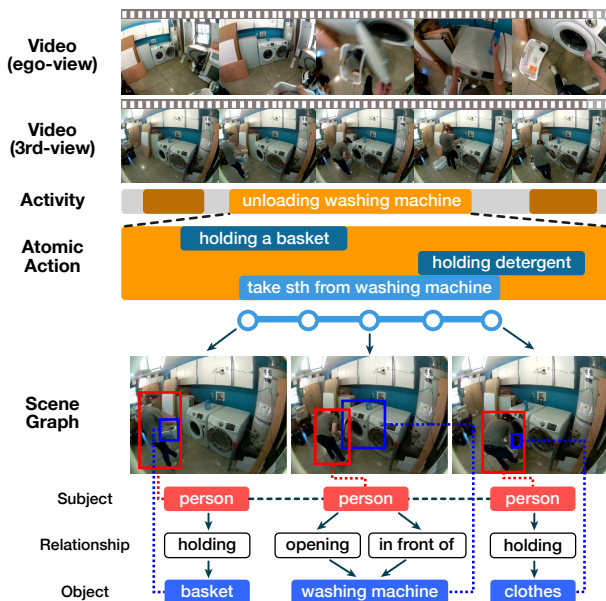 Video
(ego-view)
Video
(3rd-view)
Activity
unloading washing machine
Atomic
Action
holding a basket
holding detergent
take sth from washing machine
Scene
Graph
Subject
person
person
person
Relationship
holding
opening
in front of
holding
Object
basket
washing machine
clothes